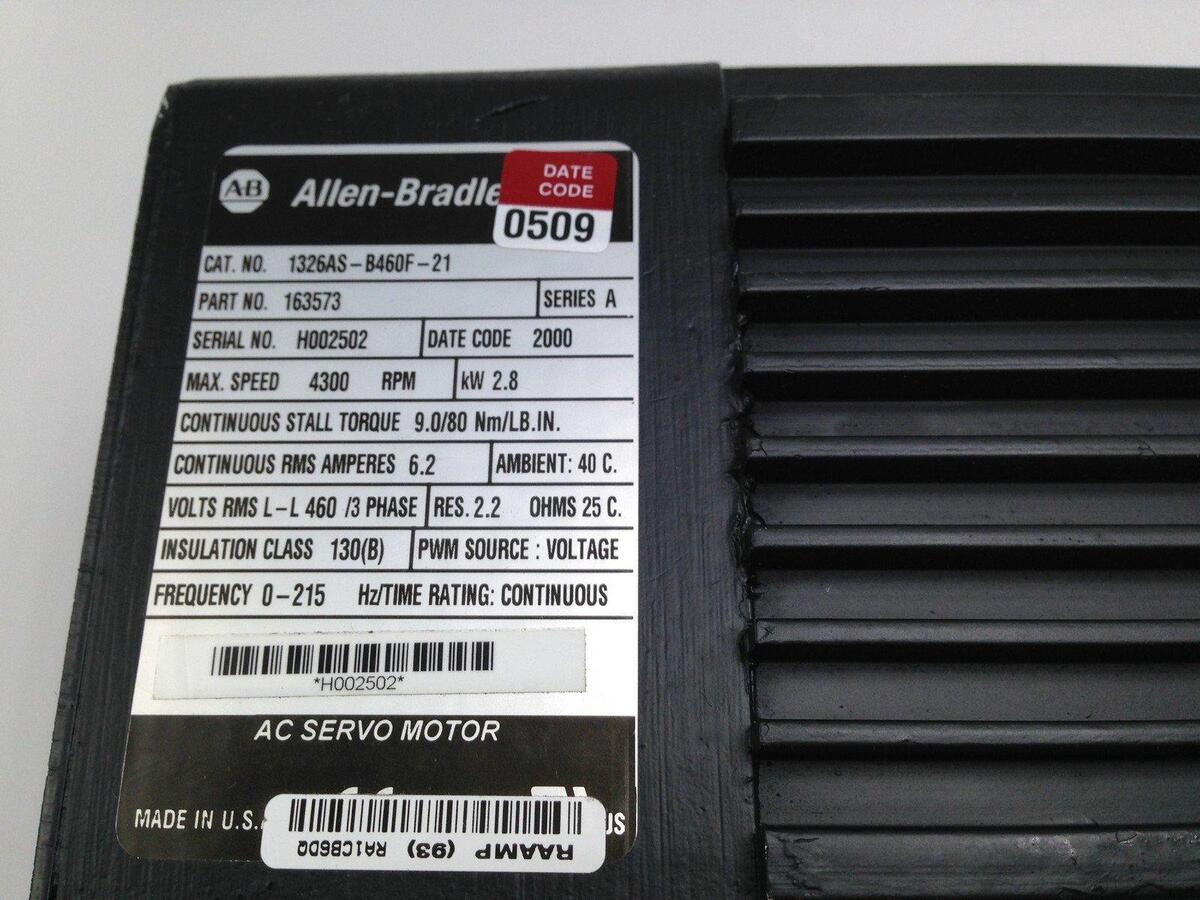 A-B Allen-Bradle
DATE
CODE
0509
CAT. NO. 1326AS-B460F-21
PART NO. 163573 SERIES A
SERIAL NO. H002502 DATE CODE 2000
MAX. SPEED 4300 RPM kW 2.8
CONTINUOUS STALL TORQUE 9.0/80 Nm/LB.IN.
CONTINUOUS RMS AMPERES 6.2 AMBIENT: 40 C.
VOLTS RMS L-L 460 /3 PHASE RES. 2.2 OHMS 25 C.
INSULATION CLASS 130(B) PWM SOURCE : VOLTAGE
FREQUENCY 0-215 Hz/TIME RATING: CONTINUOUS
*H002502*
AC SERVO MOTOR
MADE IN U.S.A US
RAAMP (93) RA1CB6DQ